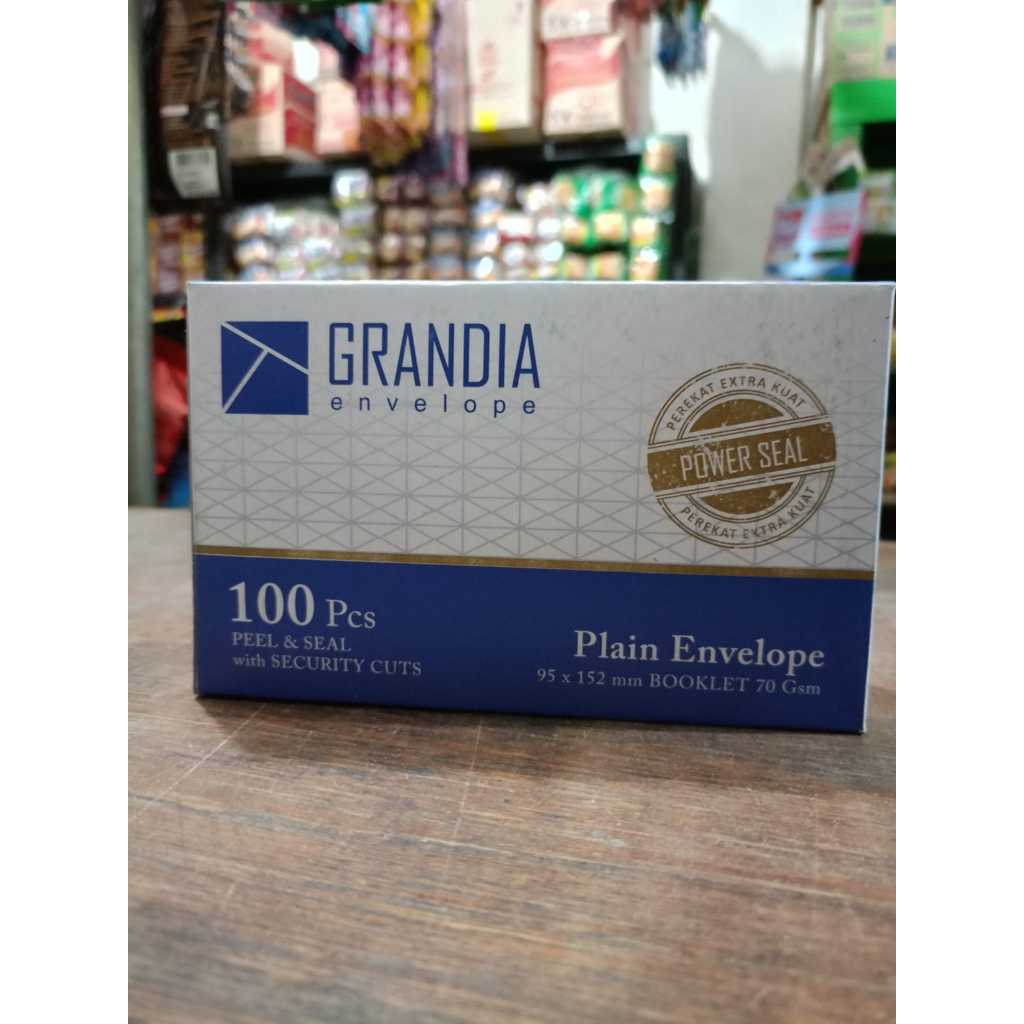 GRANDIA
envelope
PEREKAT EXTRA KUAT
POWER SEAL
PEREKAT EXTRA KUAT
100 Pcs
PEEL & SEAL
with SECURITY CUTS
Plain Envelope
95 x 152 mm BOOKLET 70 Gsm